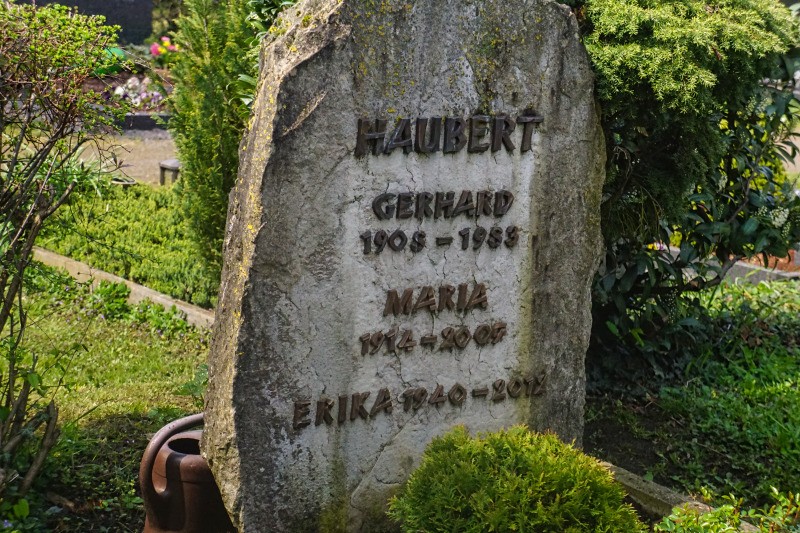 HAUBERT
GERHARD
1908 – 1983
MARIA
1914 – 2007
ERIKA 1940 – 2012